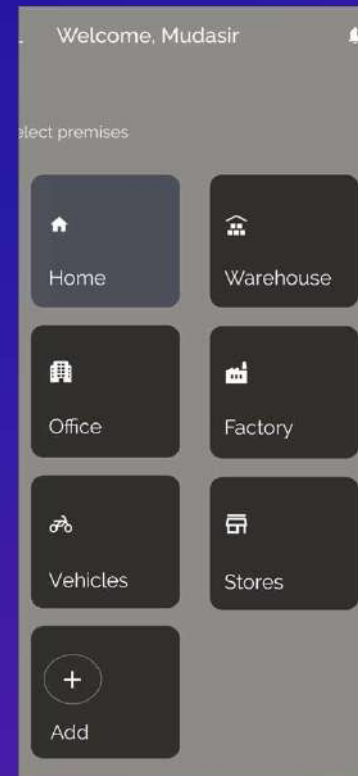 Welcome, Mudasir
elect premises
Home
Warehouse
Office
Factory
Vehicles
Stores
Add